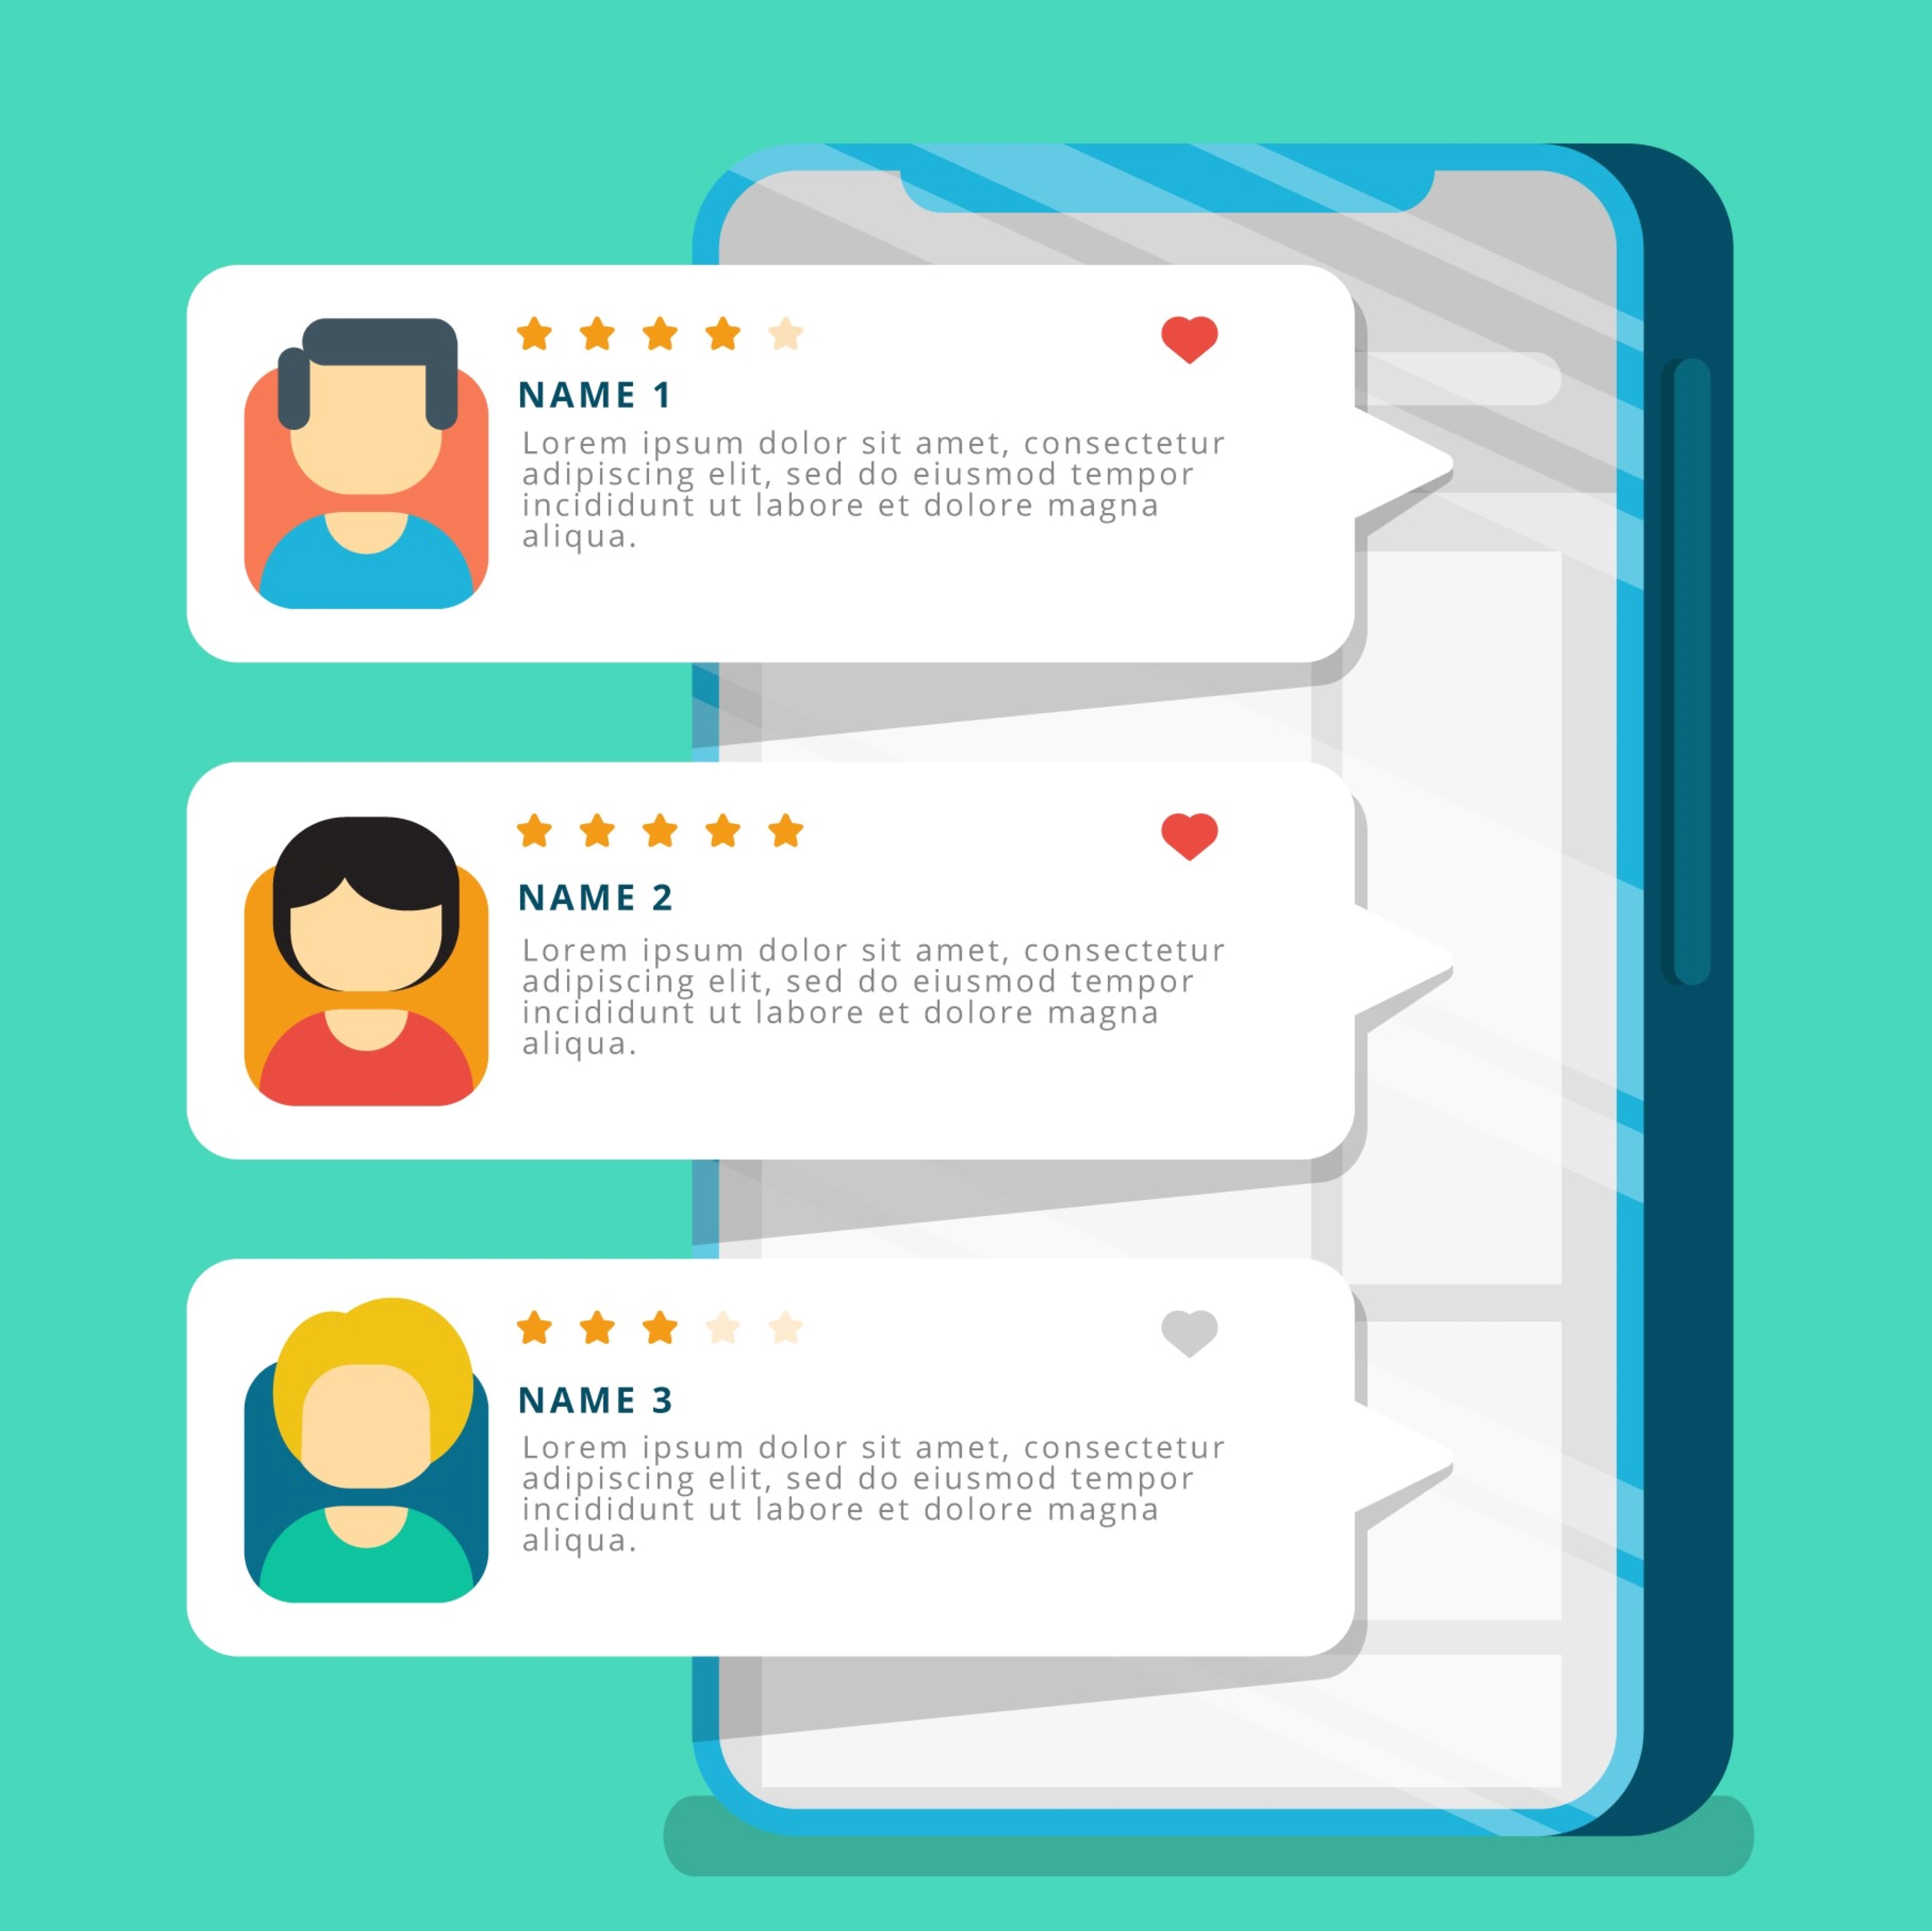 NAME 1
Lorem ipsum dolor sit amet, consectetur
adipiscing elit, sed do eiusmod tempor
incididunt ut labore et dolore magna
aliqua.
NAME 2
Lorem ipsum dolor sit amet, consectetur
adipiscing elit, sed do eiusmod tempor
incididunt ut labore et dolore magna
aliqua.
NAME 3
Lorem ipsum dolor sit amet, consectetur
adipiscing elit, sed do eiusmod tempor
incididunt ut labore et dolore magna
aliqua.